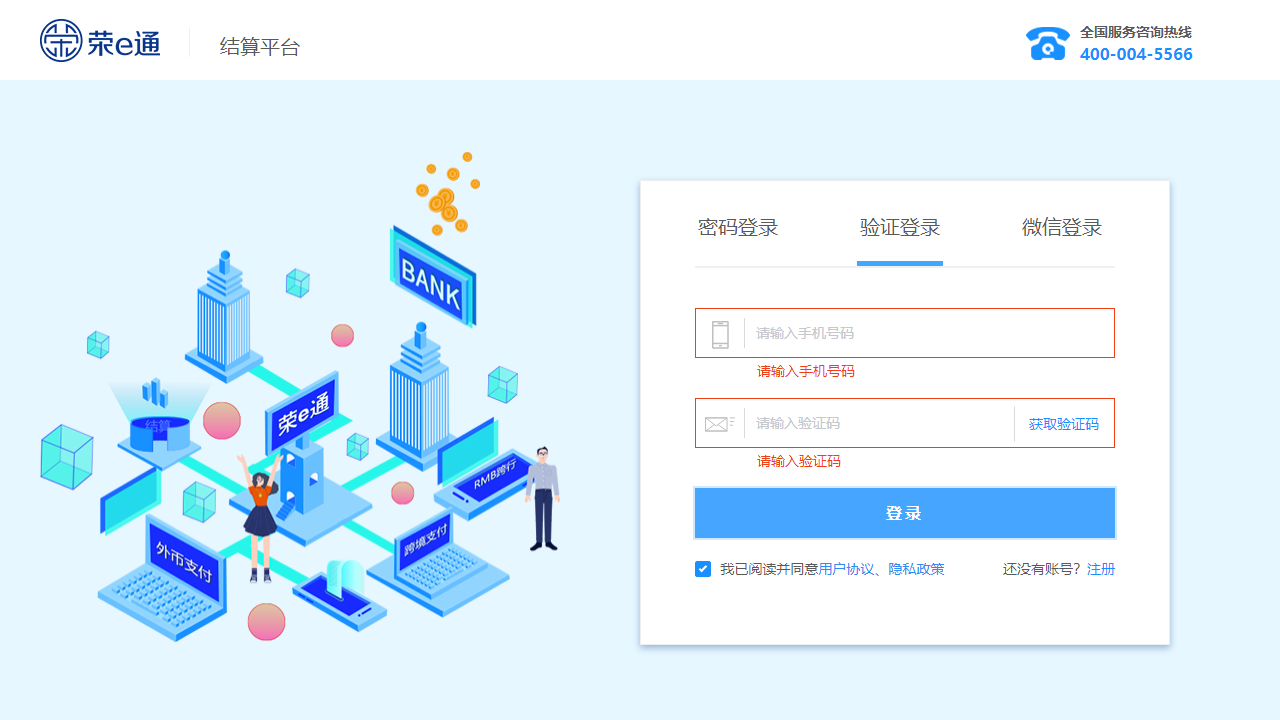 荣e通
结算平台
全国服务咨询热线
400-004-5566
密码登录
验证登录
微信登录
请输入手机号码
请输入手机号码
请输入验证码
获取验证码
请输入验证码
登录
我已阅读并同意用户协议、隐私政策
还没有账号？注册
BANK
荣e通
结算
RMB跨行
外币支付
跨境支付